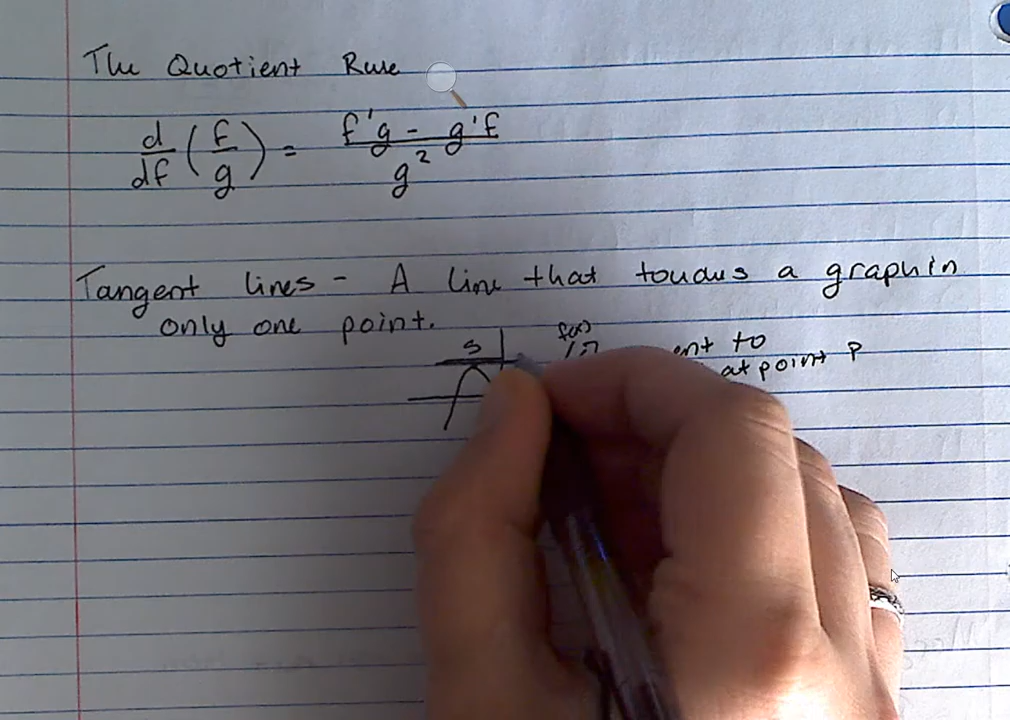 The Quotient Rule
d/df (f/g) = f'g - g'f / g²
Tangent lines - A line that touches a graph in
only one point.
s f(x) ent to
at point P